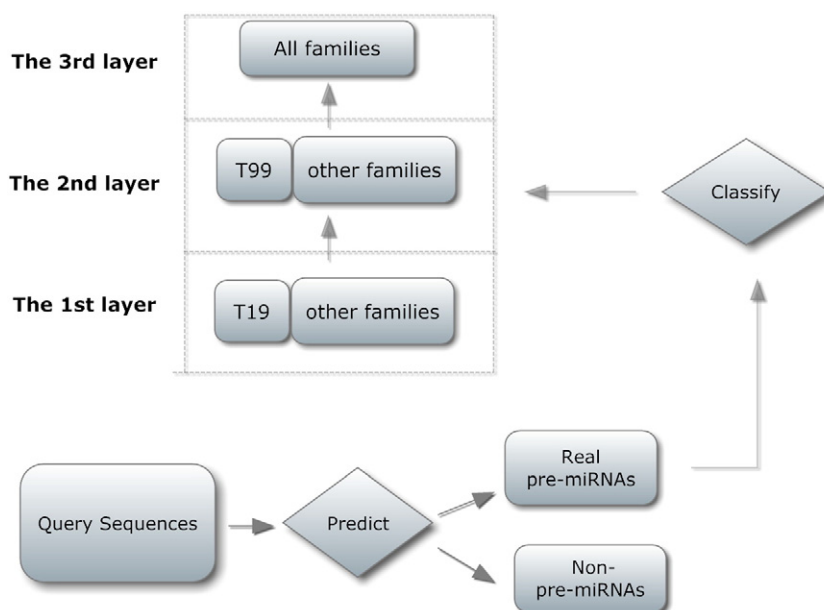 The 3rd layer
All families
The 2nd layer
T99
other families
Classify
The 1st layer
T19
other families
Query Sequences
Predict
Real
pre-miRNAs
Non-
pre-miRNAs